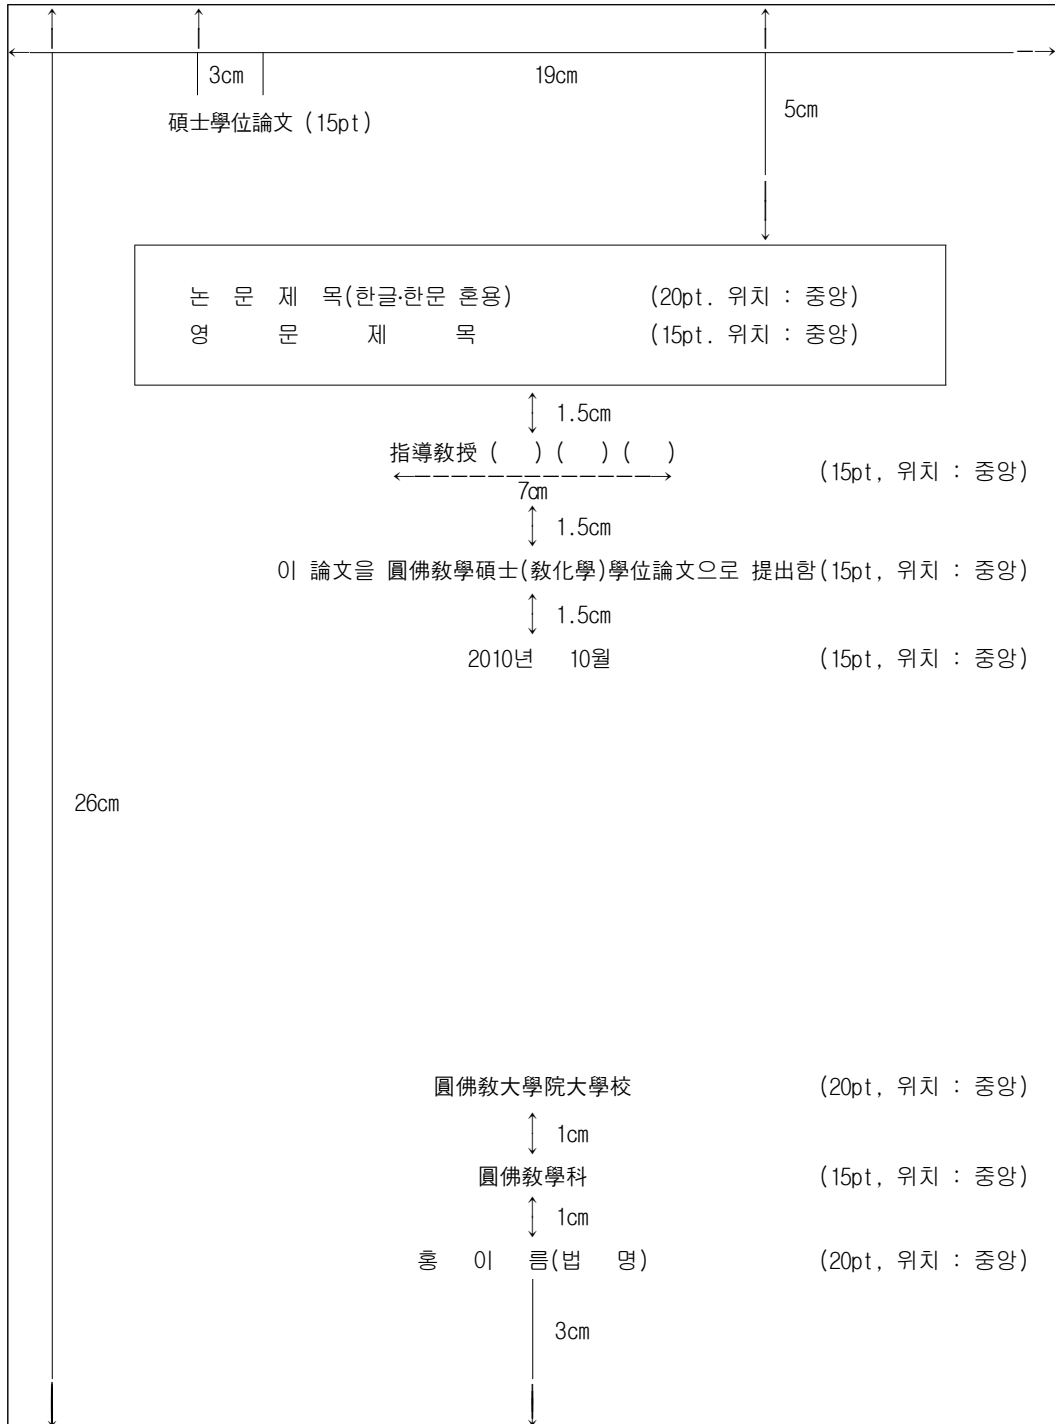 3cm 19cm
5cm
碩士學位論文 (15pt)
논 문 제 목(한글·한문 혼용) (20pt. 위치 : 중앙)
영 문 제 목 (15pt. 위치 : 중앙)
1.5cm
指導敎授 ( ) ( ) ( ) (15pt, 위치 : 중앙)
7cm
1.5cm
이 論文을 圓佛敎學碩士(敎化學)學位論文으로 提出함(15pt, 위치 : 중앙)
1.5cm
2010년 10월 (15pt, 위치 : 중앙)
26cm
圓佛敎大學院大學校 (20pt, 위치 : 중앙)
1cm
圓佛敎學科 (15pt, 위치 : 중앙)
1cm
홍 이 름(법 명) (20pt, 위치 : 중앙)
3cm